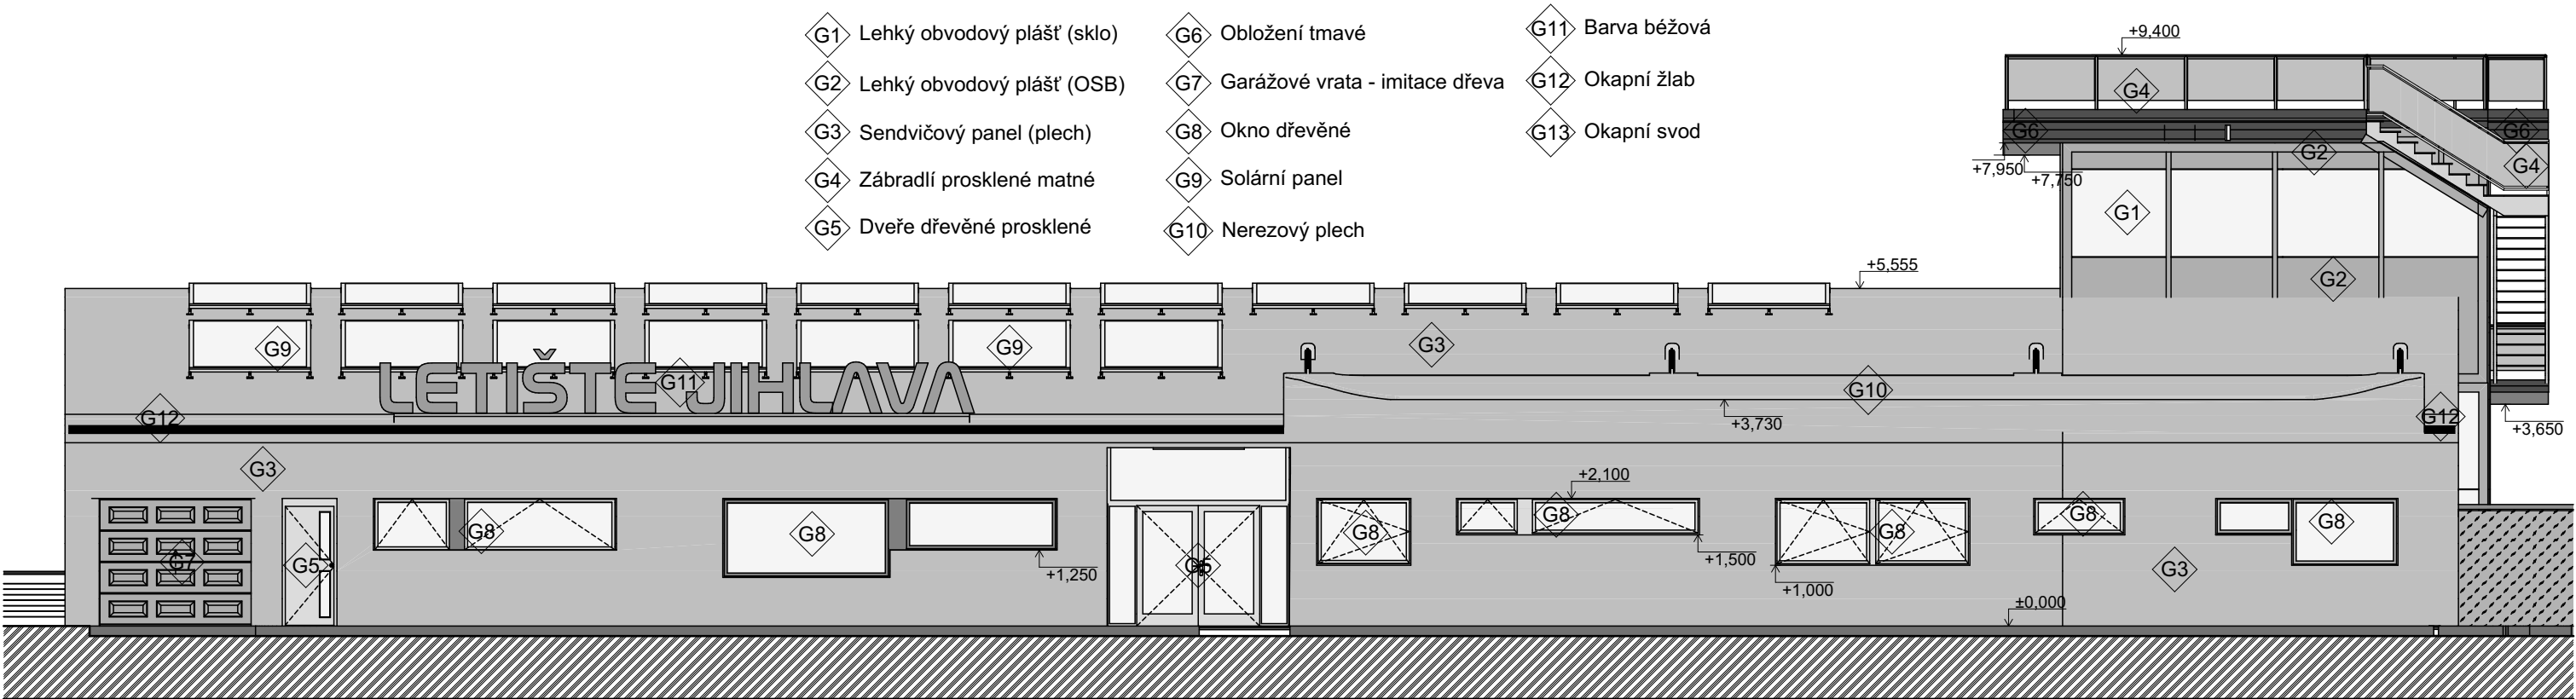 G1 Lehký obvodový plášť (sklo)
G2 Lehký obvodový plášť (OSB)
G3 Sendvičový panel (plech)
G4 Zábradlí prosklené matné
G5 Dveře dřevěné prosklené
G6 Obložení tmavé
G7 Garážové vrata - imitace dřeva
G8 Okno dřevěné
G9 Solární panel
G10 Nerezový plech
G11 Barva béžová
G12 Okapní žlab
G13 Okapní svod
+9,400
G4
G6
G6
G2
G4
+7,950
+7,750
G1
+5,555
G2
G9
G9
G3
LETIŠTE JIHLAVA
G11
G10
G12
+3,730
G12
+3,650
G3
+2,100
G8
G8
G8
G8
G8
G8
G8
G7
G5
G5
+1,250
+1,500
+1,000
G3
±0,000